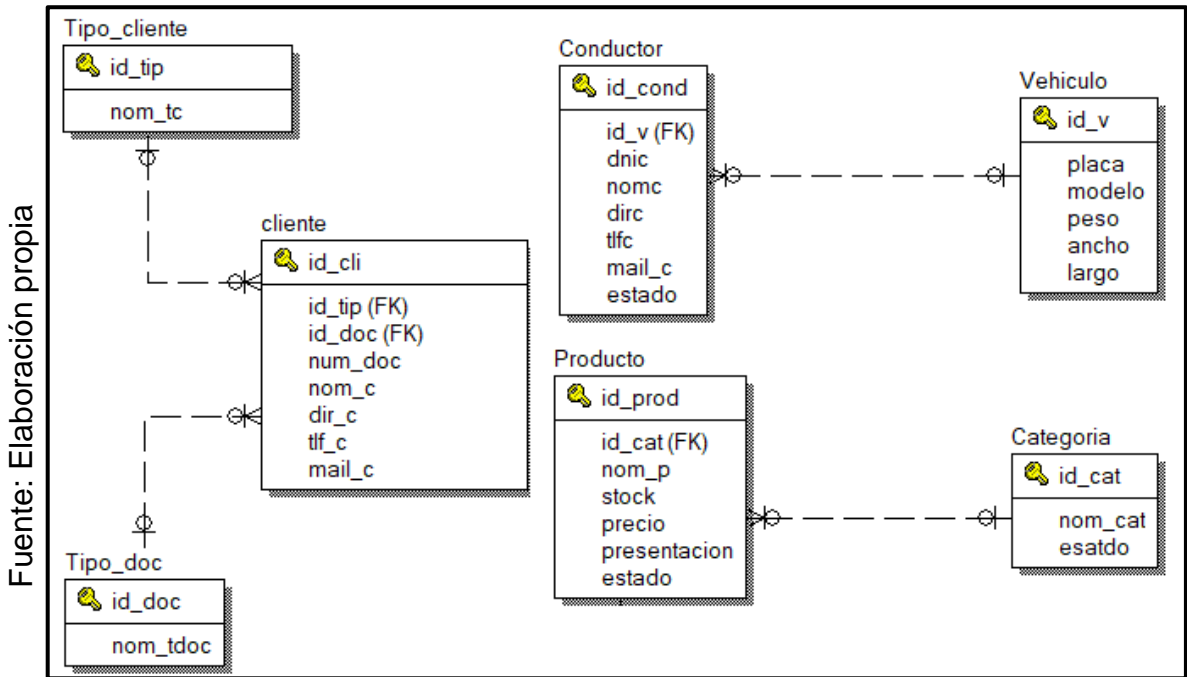 Fuente: Elaboración propia
Tipo_cliente
id_tip
nom_tc
cliente
id_cli
id_tip (FK)
id_doc (FK)
num_doc
nom_c
dir_c
tlf_c
mail_c
Tipo_doc
id_doc
nom_tdoc
Conductor
id_cond
id_v (FK)
dnic
nomc
dirc
tlfc
mail_c
estado
Vehiculo
id_v
placa
modelo
peso
ancho
largo
Producto
id_prod
id_cat (FK)
nom_p
stock
precio
presentacion
estado
Categoria
id_cat
nom_cat
esatdo